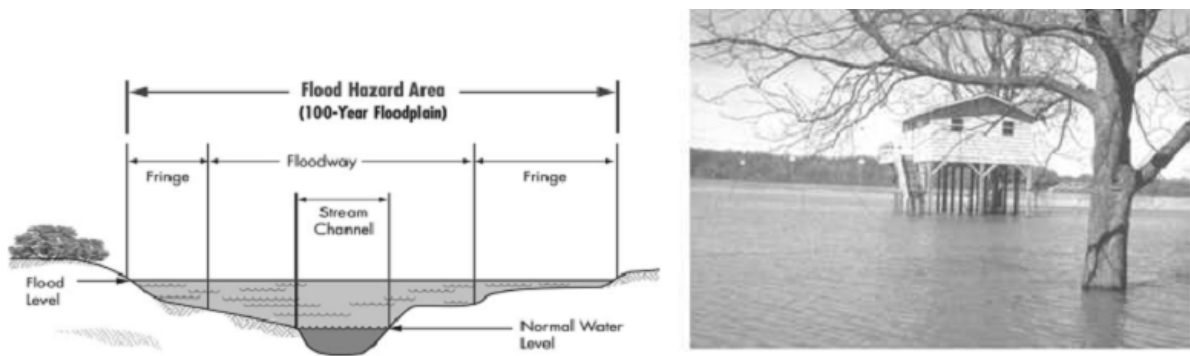 Flood Hazard Area
(100-Year Floodplain)
Floodway
Fringe
Fringe
Stream
Channel
Flood
Level
Normal Water
Level